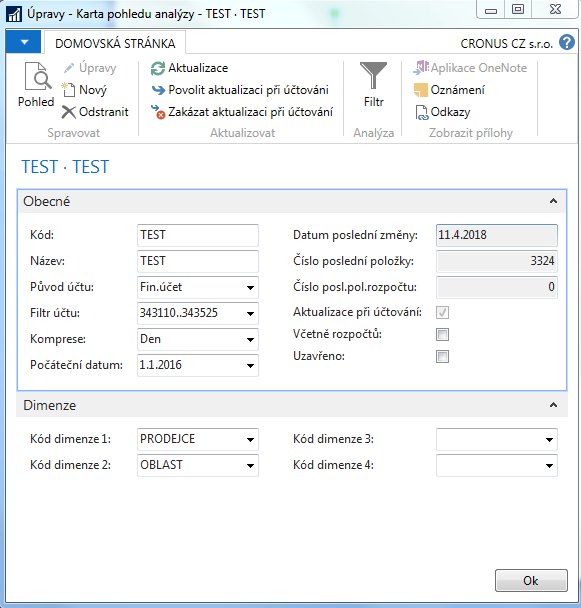 Úpravy - Karta pohledu analýzy - TEST · TEST
DOMOVSKÁ STRÁNKA
CRONUS CZ s.r.o.
Pohled
Úpravy
Nový
Odstranit
Spravovat
Aktualizace
Povolit aktualizaci při účtování
Zakázat aktualizaci při účtování
Aktualizovat
Filtr
Analýza
Aplikace OneNote
Oznámení
Odkazy
Zobrazit přílohy
TEST · TEST
Obecné
Kód: TEST
Název: TEST
Původ účtu: Fin.účet
Filtr účtu: 343110..343525
Komprese: Den
Počáteční datum: 1.1.2016
Datum poslední změny: 11.4.2018
Číslo poslední položky: 3324
Číslo posl.pol.rozpočtu: 0
Aktualizace při účtování:
Včetně rozpočtů:
Uzavřeno:
Dimenze
Kód dimenze 1: PRODEJCE
Kód dimenze 2: OBLAST
Kód dimenze 3:
Kód dimenze 4:
Ok